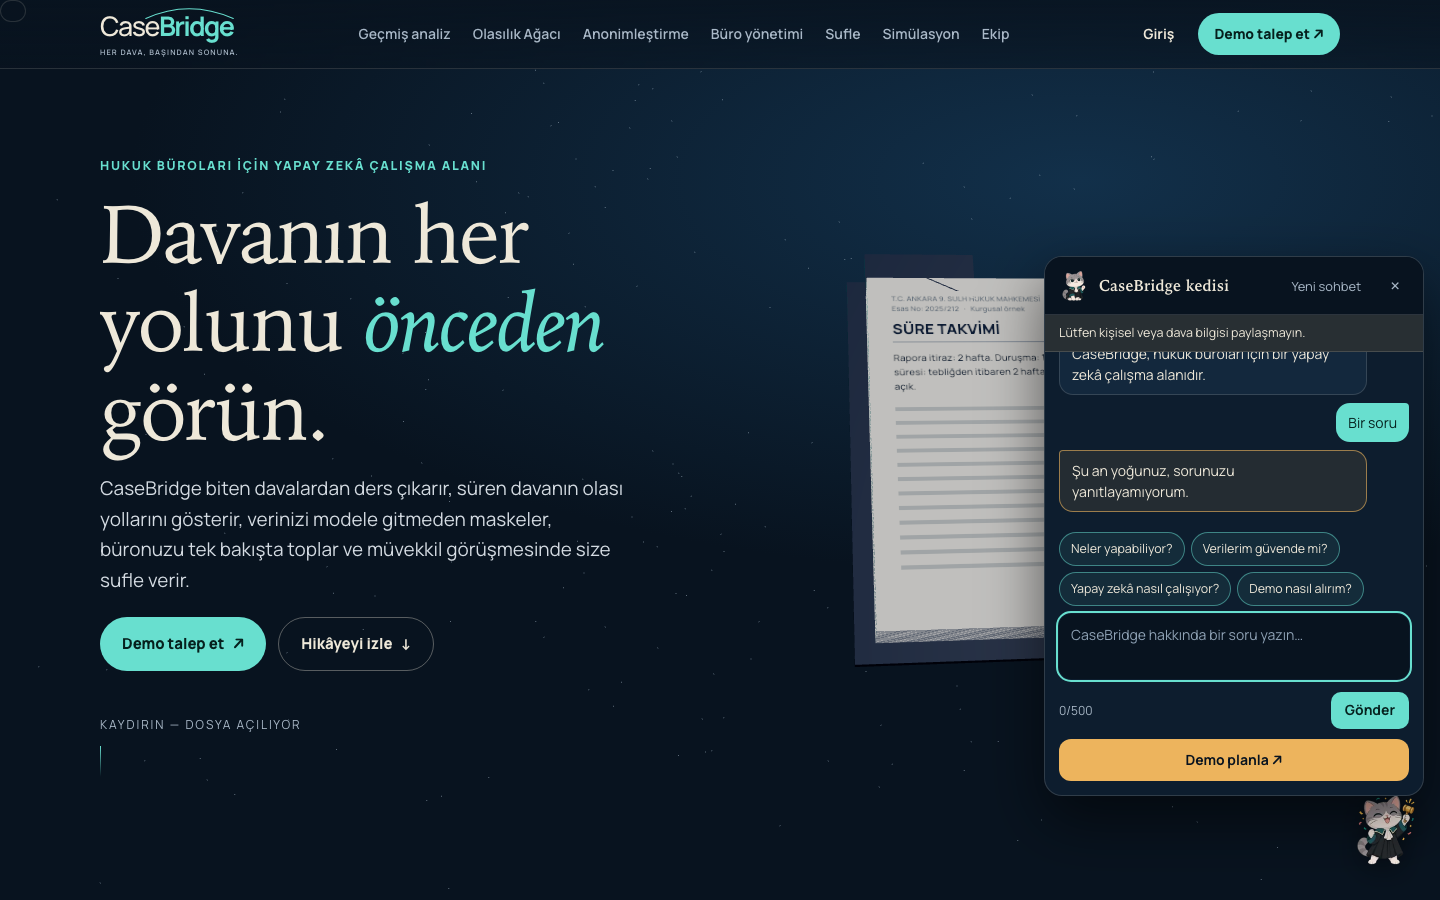 CaseBridge
HER DAVA, BAŞINDAN SONUNA.
Geçmiş analiz
Olasılık Ağacı
Anonimleştirme
Büro yönetimi
Sufle
Simülasyon
Ekip
Giriş
Demo talep et ↗
HUKUK BÜROLARI İÇİN YAPAY ZEKÂ ÇALIŞMA ALANI
Davanın her
yolunu önceden
görün.
CaseBridge biten davalardan ders çıkarır, süren davanın olası
yollarını gösterir, verinizi modele gitmeden maskeler,
büronuzu tek bakışta toplar ve müvekkil görüşmesinde size
sufle verir.
Demo talep et ↗
Hikâyeyi izle ↓
KAYDIRIN — DOSYA AÇILIYOR
T.C. ANKARA 9. SULH HUKUK MAHKEMESİ
Esas No: 2025/212 · Kurgusal örnek
SÜRE TAKVİMİ
Rapora itiraz: 2 hafta. Duruşma:
süresi: tebliğden itibaren 2 hafta
açık.
CaseBridge kedisi
Yeni sohbet
×
Lütfen kişisel veya dava bilgisi paylaşmayın.
CaseBridge, hukuk büroları için bir yapay
zekâ çalışma alanıdır.
Bir soru
Şu an yoğunuz, sorunuzu
yanıtlayamıyorum.
Neler yapabiliyor?
Verilerim güvende mi?
Yapay zekâ nasıl çalışıyor?
Demo nasıl alırım?
CaseBridge hakkında bir soru yazın…
0/500
Gönder
Demo planla ↗